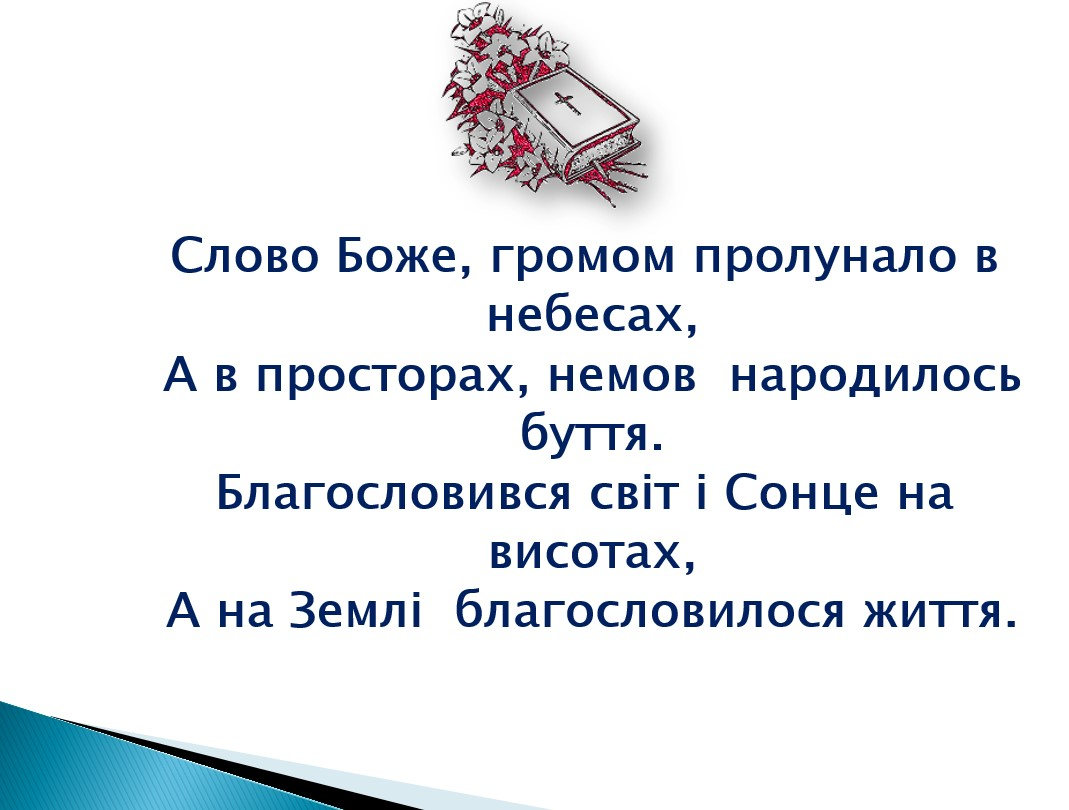 Слово Боже, громом пролунало в
небесах,
А в просторах, немов  народилось
буття.
Благословився світ і Сонце на
висотах,
А на Землі  благословилося життя.